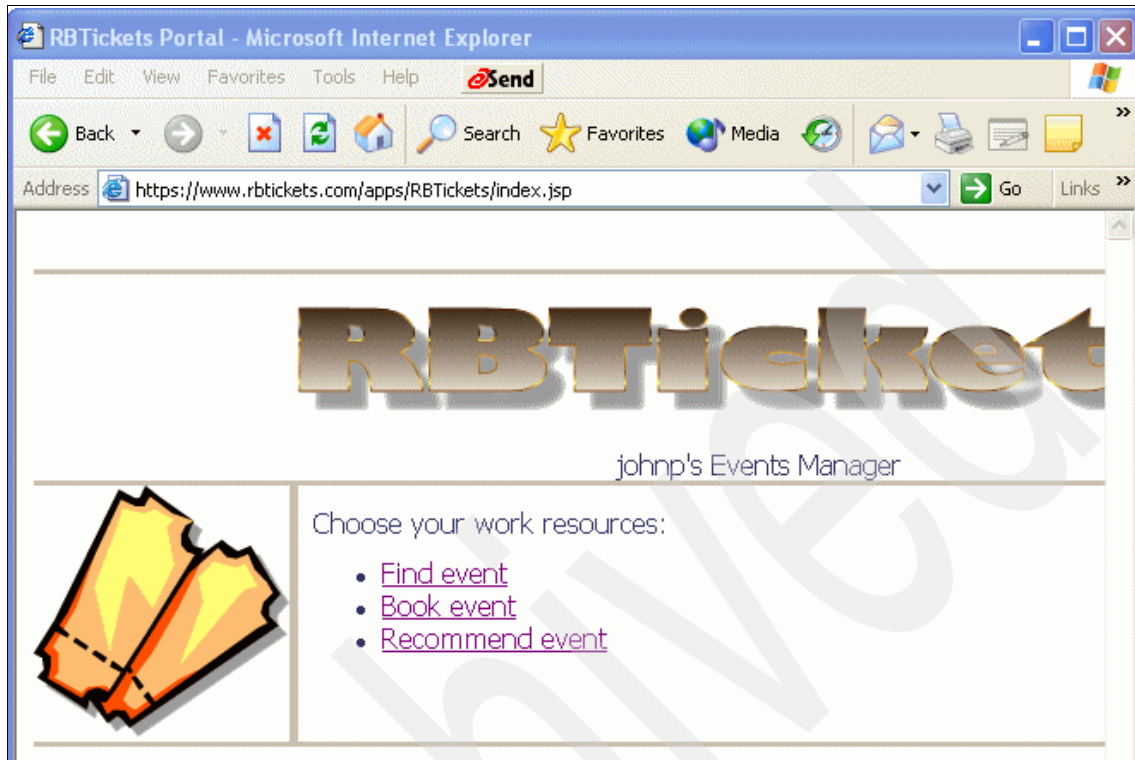 RBTickets Portal - Microsoft Internet Explorer
File Edit View Favorites Tools Help eSend
Back Search Favorites Media »
Address https://www.rbtickets.com/apps/RBTickets/index.jsp Go Links »
RBTicket
johnp's Events Manager
Choose your work resources:
• Find event
• Book event
• Recommend event
hived